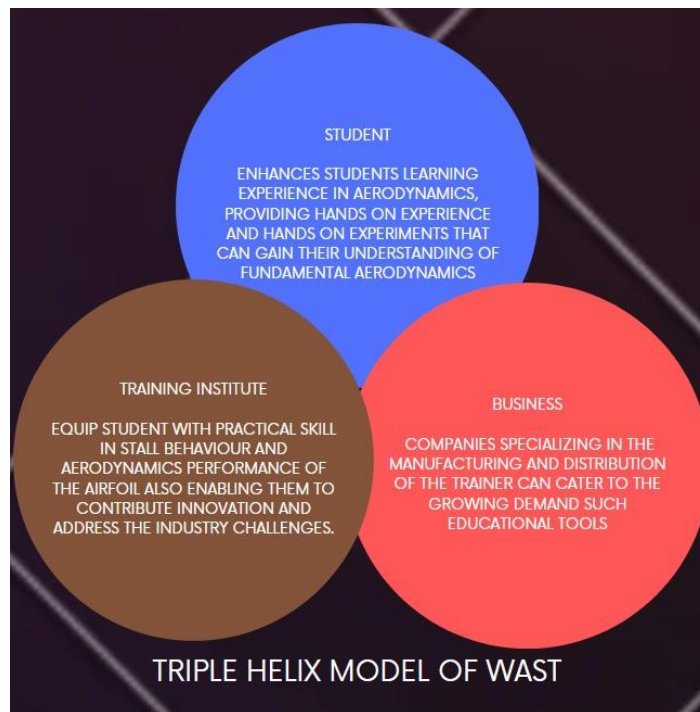 STUDENT
ENHANCES STUDENTS LEARNING
EXPERIENCE IN AERODYNAMICS,
PROVIDING HANDS ON EXPERIENCE
AND HANDS ON EXPERIMENTS THAT
CAN GAIN THEIR UNDERSTANDING OF
FUNDAMENTAL AERODYNAMICS
TRAINING INSTITUTE
EQUIP STUDENT WITH PRACTICAL SKILL
IN STALL BEHAVIOUR AND
AERODYNAMICS PERFORMANCE OF
THE AIRFOIL ALSO ENABLING THEM TO
CONTRIBUTE INNOVATION AND
ADDRESS THE INDUSTRY CHALLENGES.
BUSINESS
COMPANIES SPECIALIZING IN THE
MANUFACTURING AND DISTRIBUTION
OF THE TRAINER CAN CATER TO THE
GROWING DEMAND SUCH
EDUCATIONAL TOOLS
TRIPLE HELIX MODEL OF WAST